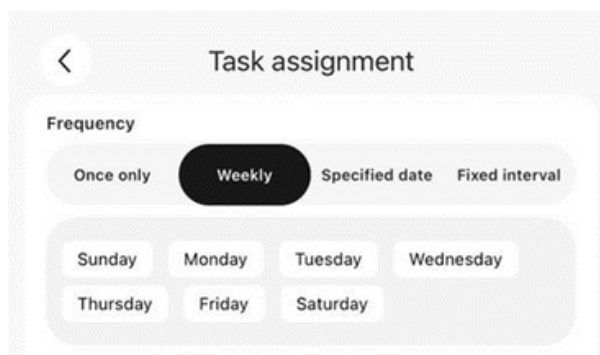 Task assignment
Frequency
Once only Weekly Specified date Fixed interval
Sunday Monday Tuesday Wednesday
Thursday Friday Saturday